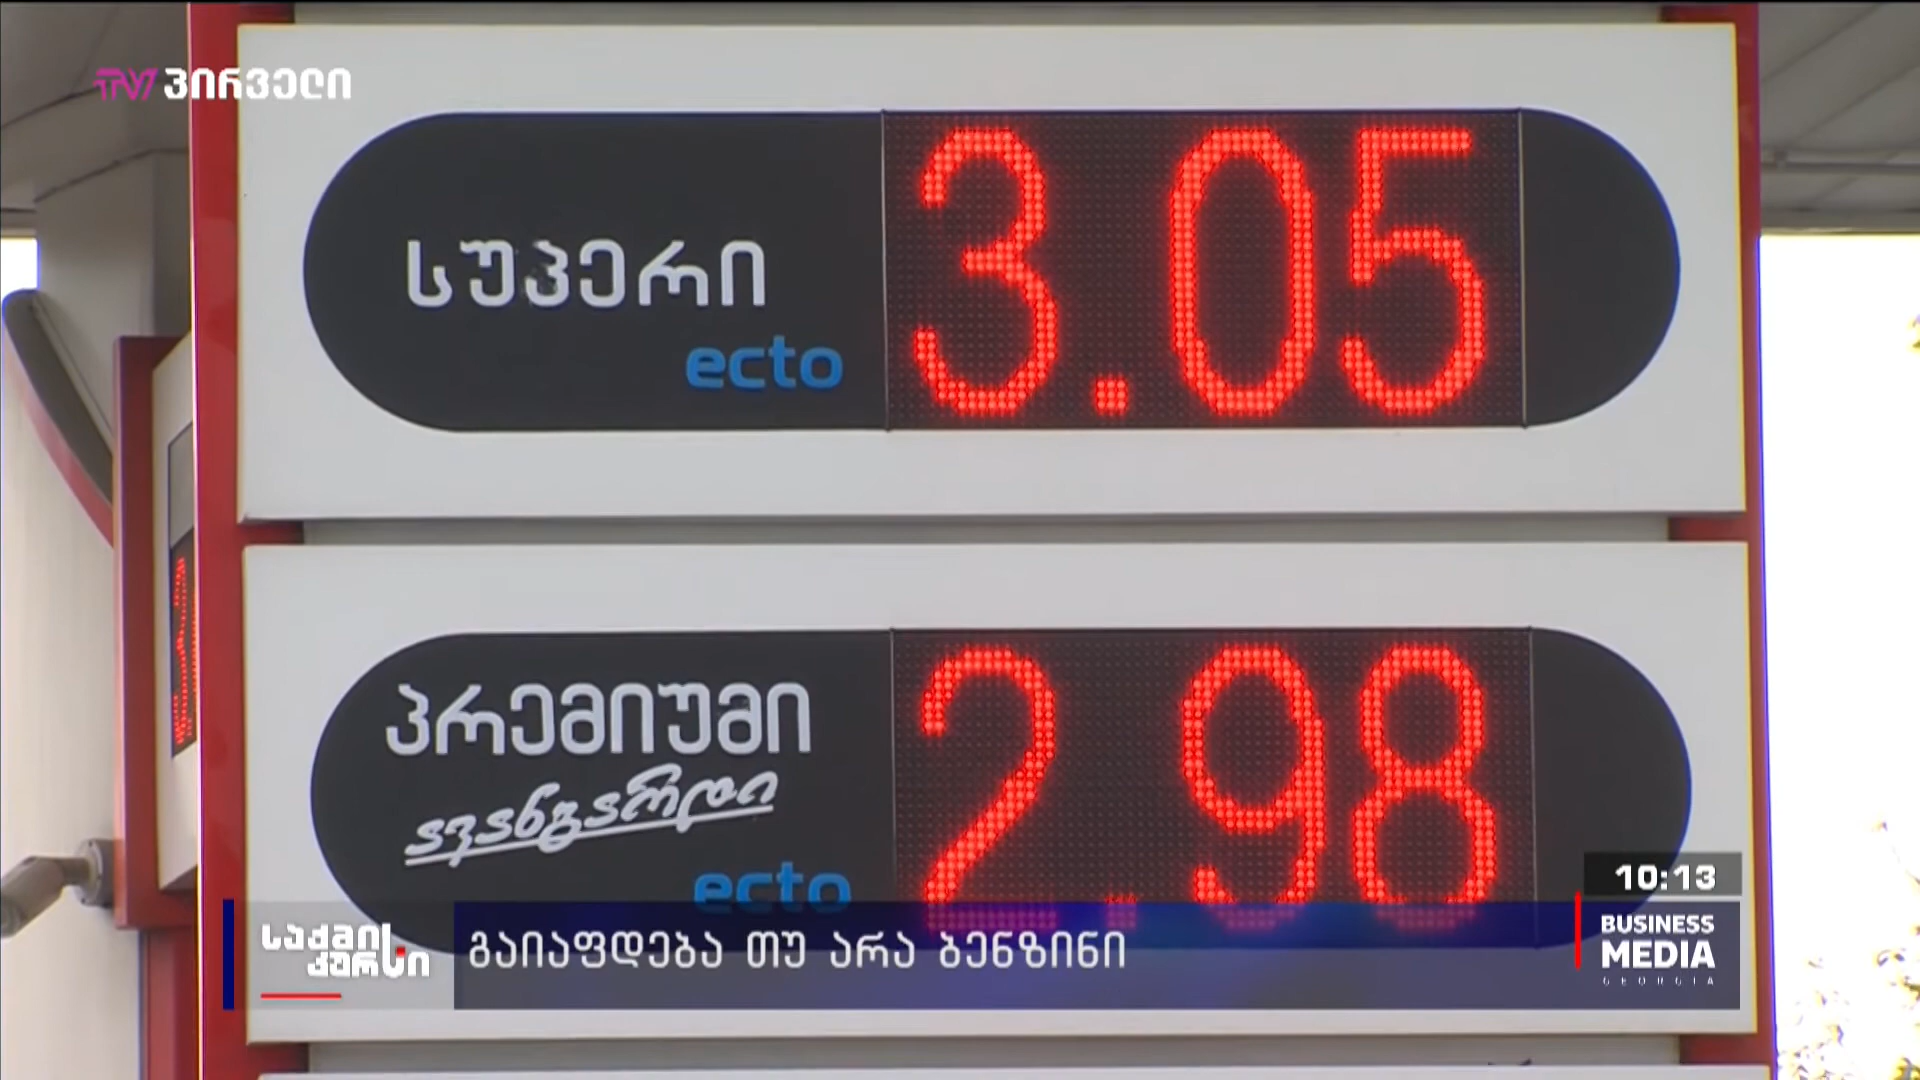 TV პირველი
სუპერი
ecto
3.05
პრემიუმი
ავანგარდი
ecto
2.98
10:13
საქმის კურსი
გაიაფდება თუ არა ბენზინი
BUSINESS
MEDIA
GEORGIA